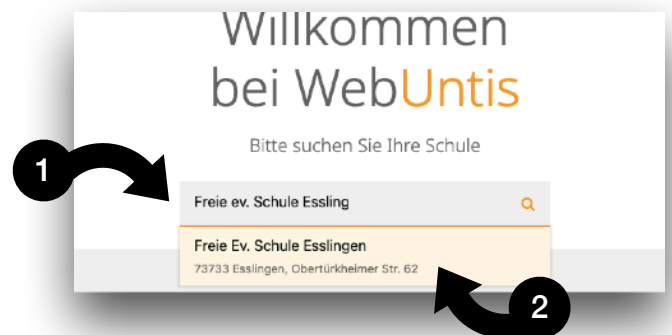 Willkommen
bei WebUntis
Bitte suchen Sie Ihre Schule
1
Freie ev. Schule Essling
Freie Ev. Schule Esslingen
73733 Esslingen, Obertürkheimer Str. 62
2